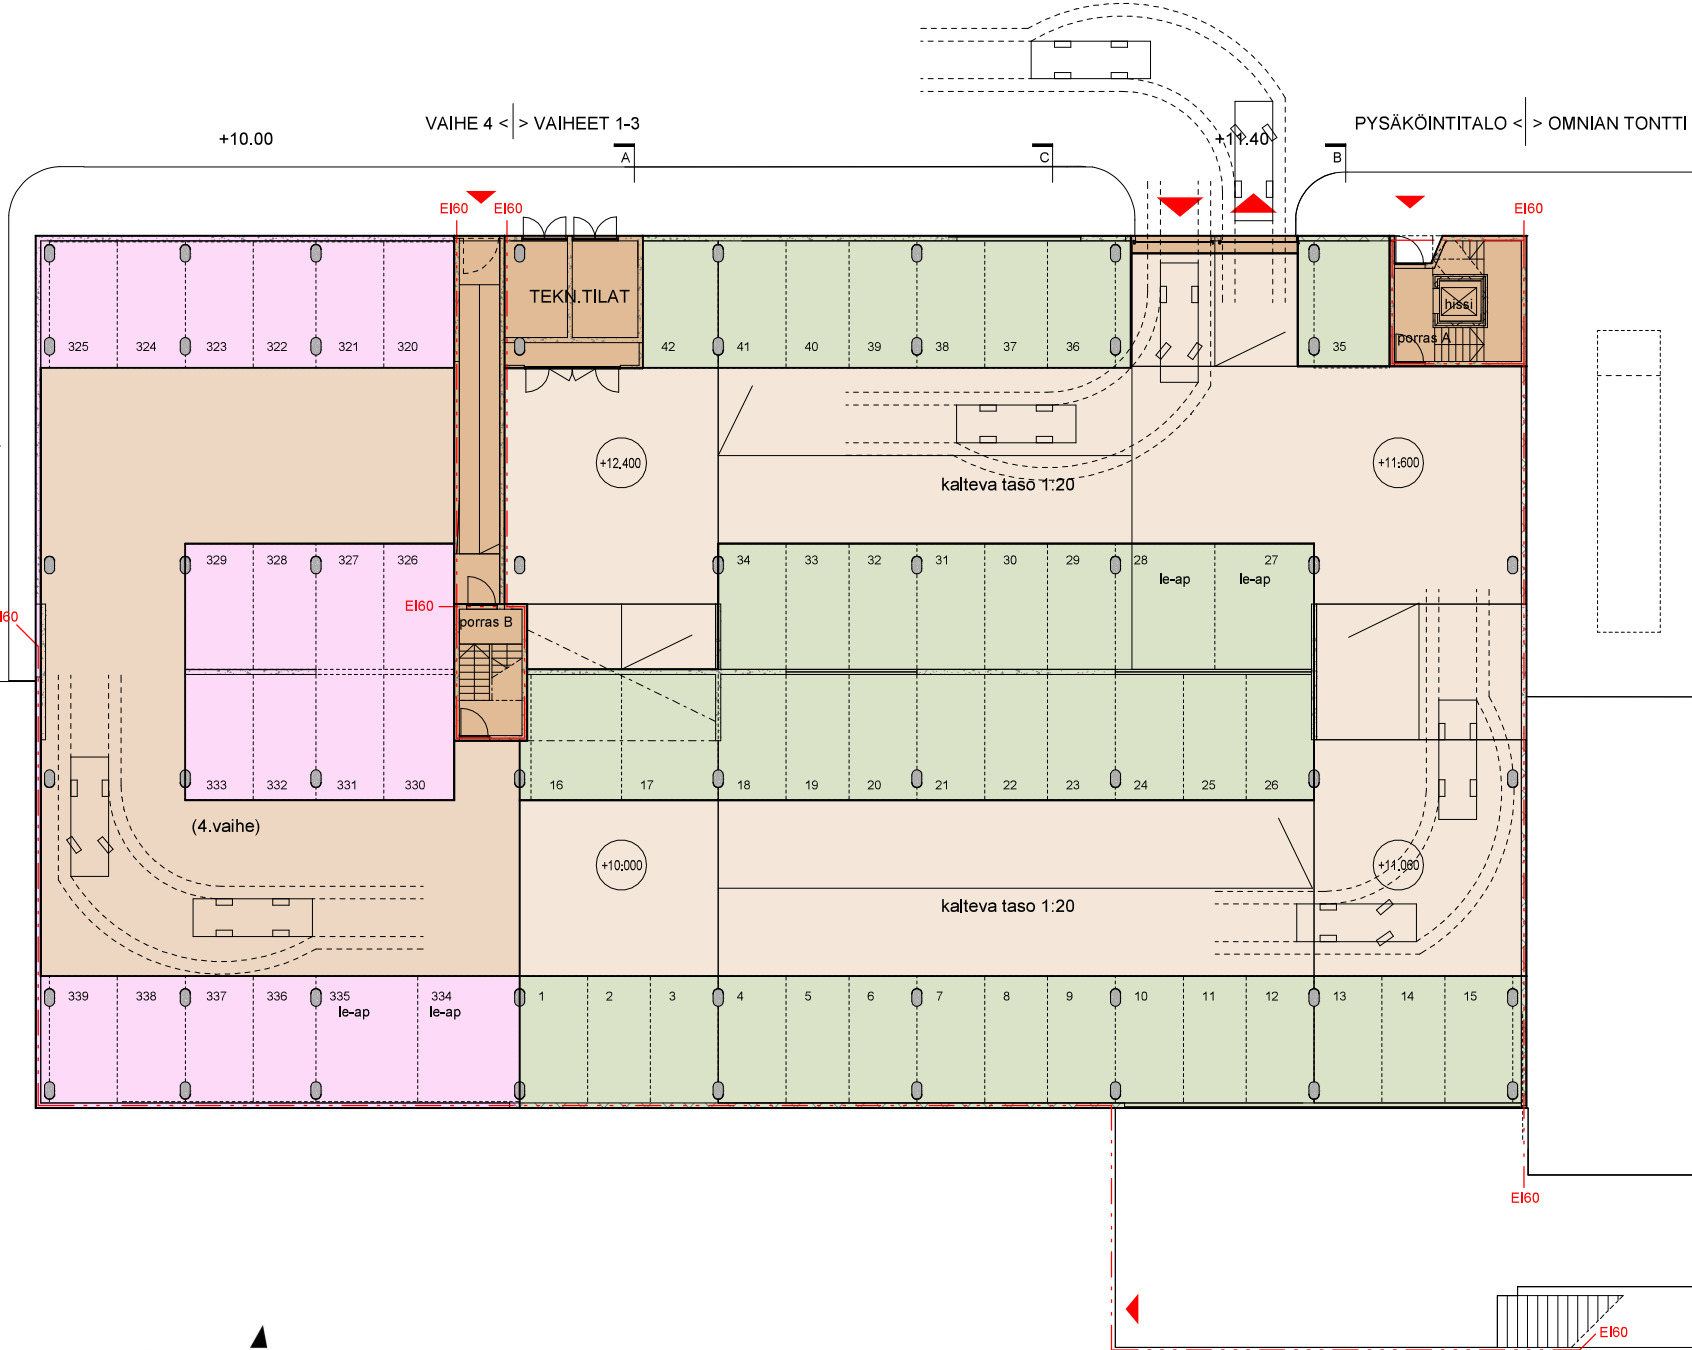 VAIHE 4 < > VAIHEET 1-3
PYSÄKÖINTITALO < > OMNIAN TONTTI
+10.00
+11.40
A
C
B
EI60
EI60
EI60
TEKN.TILAT
hissi
porras A
325 324 323 322 321 320
42 41 40 39 38 37 36 35
+12.400
+11.600
kalteva taso 1:20
329 328 327 326
34 33 32 31 30 29 28 27
le-ap le-ap
EI60
porras B
333 332 331 330
16 17 18 19 20 21 22 23 24 25 26
(4.vaihe)
+10.000
+11.000
kalteva taso 1:20
339 338 337 336 335 334
le-ap le-ap
1 2 3 4 5 6 7 8 9 10 11 12 13 14 15
EI60
EI60